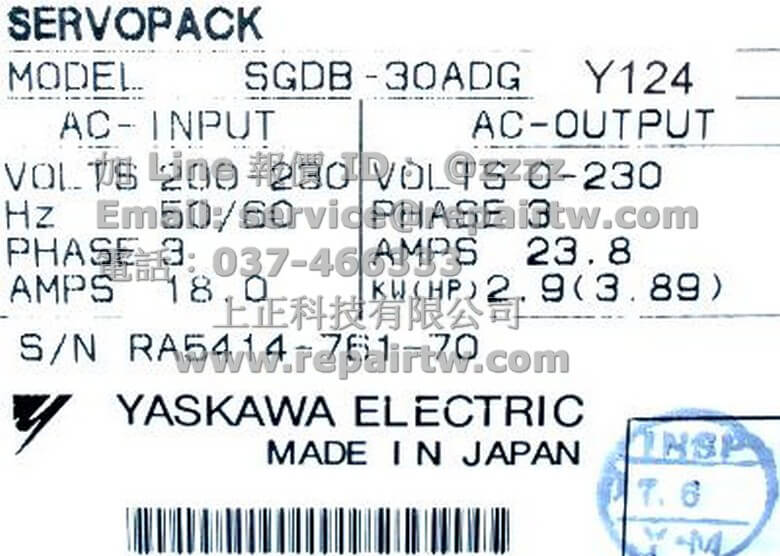 SERVOPACK
MODEL SGDB-30ADG Y124
AC-INPUT AC-OUTPUT
加 Line 報價 ID： @zzzz
VOLTS 200-230 VOLTS 0-230
Email: service@repairtw.com
Hz 50/60 PHASE 3
PHASE 3 AMPS 23.8
電話：037-466333
AMPS 18.0 KW(HP) 2.9(3.89)
上正科技有限公司
S/N RA5414-761-70
www.repairtw.com
YASKAWA ELECTRIC
MADE IN JAPAN
INSP
7.6
Y-M